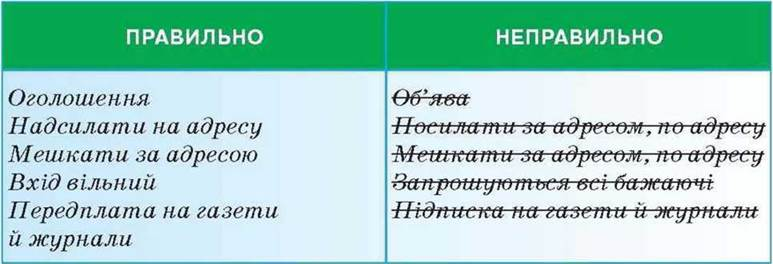 ПРАВИЛЬНО
НЕПРАВИЛЬНО
Оголошення
Об’ява
Надсилати на адресу
Посилати за адресом, по адресу
Мешкати за адресою
Мешкати за адресом, по адресу
Вхід вільний
Запрошуються всі бажаючі
Передплата на газети
й журнали
Підписка на газети й журнали